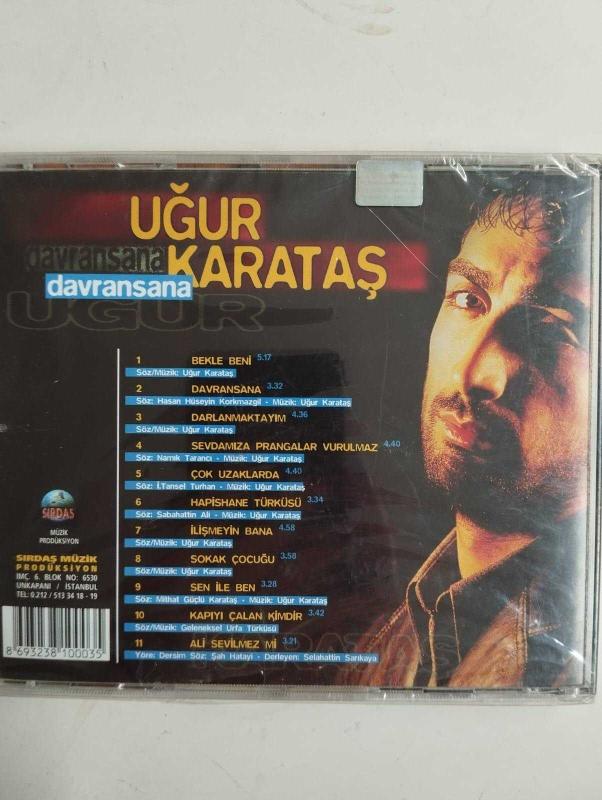 UĞUR
davransana
KARATAŞ
davransana
UGUR
1 BEKLE BENİ 5.17
Söz/Müzik: Uğur Karataş
2 DAVRANSANA 3.32
Söz: Hasan Hüseyin Korkmazgil - Müzik: Uğur Karataş
3 DARLANMAKTAYIM 4.36
Söz/Müzik: Uğur Karataş
4 SEVDAMIZA PRANGALAR VURULMAZ 4.40
Söz: Namık Tarancı - Müzik: Uğur Karataş
5 ÇOK UZAKLARDA 4.40
Söz: İ.Tansel Turhan - Müzik: Uğur Karataş
6 HAPİSHANE TÜRKÜSÜ 3.34
Söz: Sabahattin Ali - Müzik: Uğur Karataş
7 İLİŞMEYİN BANA 4.58
Söz/Müzik: Uğur Karataş
8 SOKAK ÇOCUĞU 3.58
Söz/Müzik: Uğur Karataş
9 SEN İLE BEN 3.28
Söz: Mithat Güçlü Karataş - Müzik: Uğur Karataş
10 KAPIYI ÇALAN KİMDİR 3.42
Söz/Müzik: Geleneksel Urfa Türküsü
11 ALİ SEVİLMEZ Mİ 3.21
Yöre: Dersim Söz: Şah Hatayi - Derleyen: Selahattin Sarıkaya
SIRDAŞ
MÜZİK
PRODÜKSİYON
SIRDAŞ MÜZİK
PRODÜKSİYON
İMÇ. 6. BLOK NO: 6530
UNKAPANI / İSTANBUL
TEL: 0.212 / 513 34 18 - 19
8 693238 100035